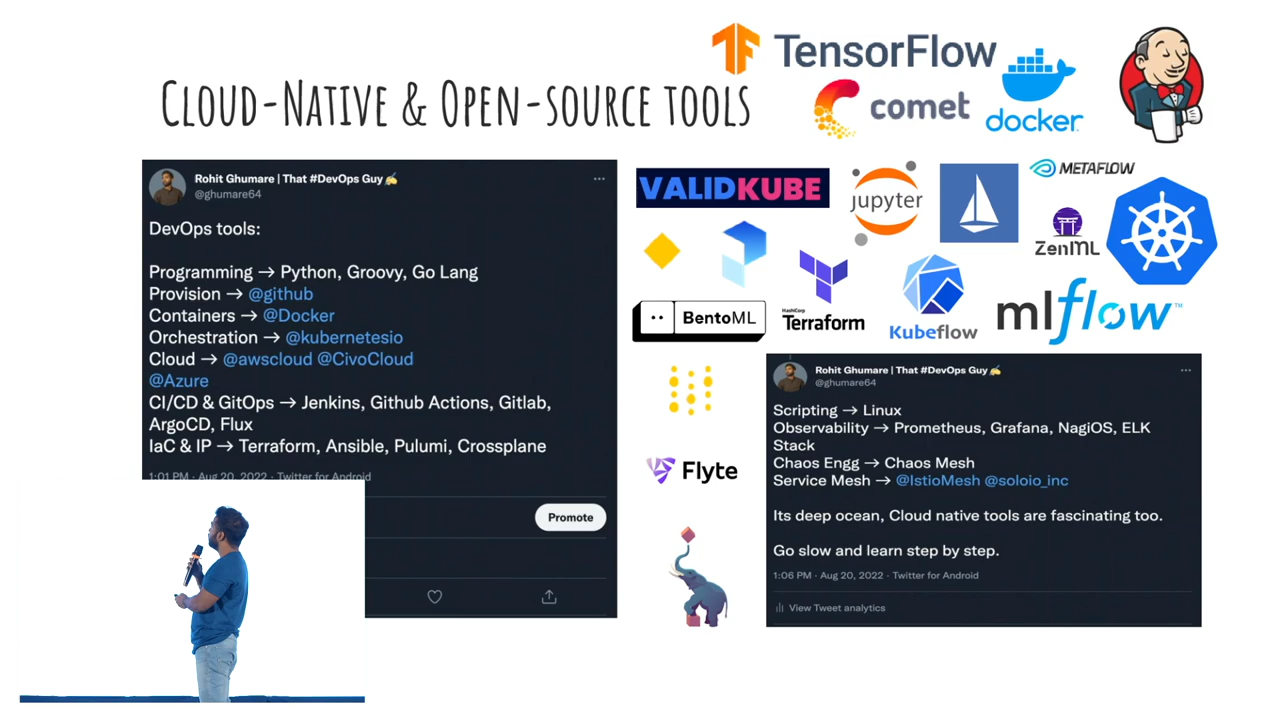 CLOUD-NATIVE & OPEN-SOURCE TOOLS
TensorFlow
comet
docker
Rohit Ghumare | That #DevOps Guy✍️
@ghumare64
DevOps tools:
Programming → Python, Groovy, Go Lang
Provision → @github
Containers → @Docker
Orchestration → @kubernetesio
Cloud → @awscloud @CivoCloud
@Azure
CI/CD & GitOps → Jenkins, Github Actions, Gitlab,
ArgoCD, Flux
IaC & IP → Terraform, Ansible, Pulumi, Crossplane
1:01 PM · Aug 20, 2022 · Twitter for Android
Promote
VALIDKUBE
jupyter
METAFLOW
ZenML
BentoML
HashiCorp
Terraform
Kubeflow
mlflow™
Flyte
Rohit Ghumare | That #DevOps Guy✍️
@ghumare64
Scripting → Linux
Observability → Prometheus, Grafana, NagiOS, ELK
Stack
Chaos Engg → Chaos Mesh
Service Mesh → @IstioMesh @soloio_inc
Its deep ocean, Cloud native tools are fascinating too.
Go slow and learn step by step.
1:06 PM · Aug 20, 2022 · Twitter for Android
View Tweet analytics